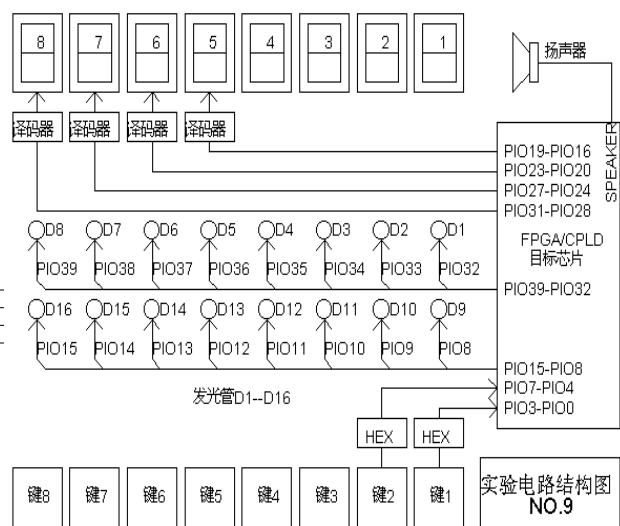 8 7 6 5 4 3 2 1
扬声器
译码器 译码器 译码器 译码器
SPEAKER
PIO19-PIO16
PIO23-PIO20
PIO27-PIO24
PIO31-PIO28
D8 D7 D6 D5 D4 D3 D2 D1
FPGA/CPLD
目标芯片
PIO39 PIO38 PIO37 PIO36 PIO35 PIO34 PIO33 PIO32
PIO39-PIO32
D16 D15 D14 D13 D12 D11 D10 D9
PIO15 PIO14 PIO13 PIO12 PIO11 PIO10 PIO9 PIO8
PIO15-PIO8
PIO7-PIO4
发光管D1--D16
PIO3-PIO0
HEX HEX
键8 键7 键6 键5 键4 键3 键2 键1
实验电路结构图
NO.9